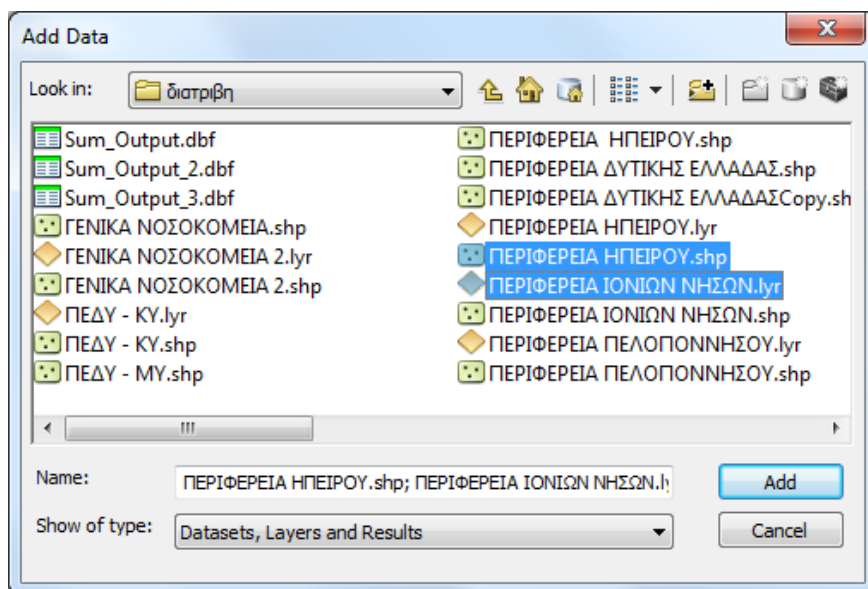 Add Data
Look in: διατριβη
Sum_Output.dbf
Sum_Output_2.dbf
Sum_Output_3.dbf
ΓΕΝΙΚΑ ΝΟΣΟΚΟΜΕΙΑ.shp
ΓΕΝΙΚΑ ΝΟΣΟΚΟΜΕΙΑ 2.lyr
ΓΕΝΙΚΑ ΝΟΣΟΚΟΜΕΙΑ 2.shp
ΠΕΔΥ - ΚΥ.lyr
ΠΕΔΥ - ΚΥ.shp
ΠΕΔΥ - ΜΥ.shp
ΠΕΡΙΦΕΡΕΙΑ  ΗΠΕΙΡΟΥ.shp
ΠΕΡΙΦΕΡΕΙΑ ΔΥΤΙΚΗΣ ΕΛΛΑΔΑΣ.shp
ΠΕΡΙΦΕΡΕΙΑ ΔΥΤΙΚΗΣ ΕΛΛΑΔΑΣCopy.sh
ΠΕΡΙΦΕΡΕΙΑ ΗΠΕΙΡΟΥ.lyr
ΠΕΡΙΦΕΡΕΙΑ ΗΠΕΙΡΟΥ.shp
ΠΕΡΙΦΕΡΕΙΑ ΙΟΝΙΩΝ ΝΗΣΩΝ.lyr
ΠΕΡΙΦΕΡΕΙΑ ΙΟΝΙΩΝ ΝΗΣΩΝ.shp
ΠΕΡΙΦΕΡΕΙΑ ΠΕΛΟΠΟΝΝΗΣΟΥ.lyr
ΠΕΡΙΦΕΡΕΙΑ ΠΕΛΟΠΟΝΝΗΣΟΥ.shp
Name: ΠΕΡΙΦΕΡΕΙΑ ΗΠΕΙΡΟΥ.shp; ΠΕΡΙΦΕΡΕΙΑ ΙΟΝΙΩΝ ΝΗΣΩΝ.ly
Add
Show of type: Datasets, Layers and Results
Cancel